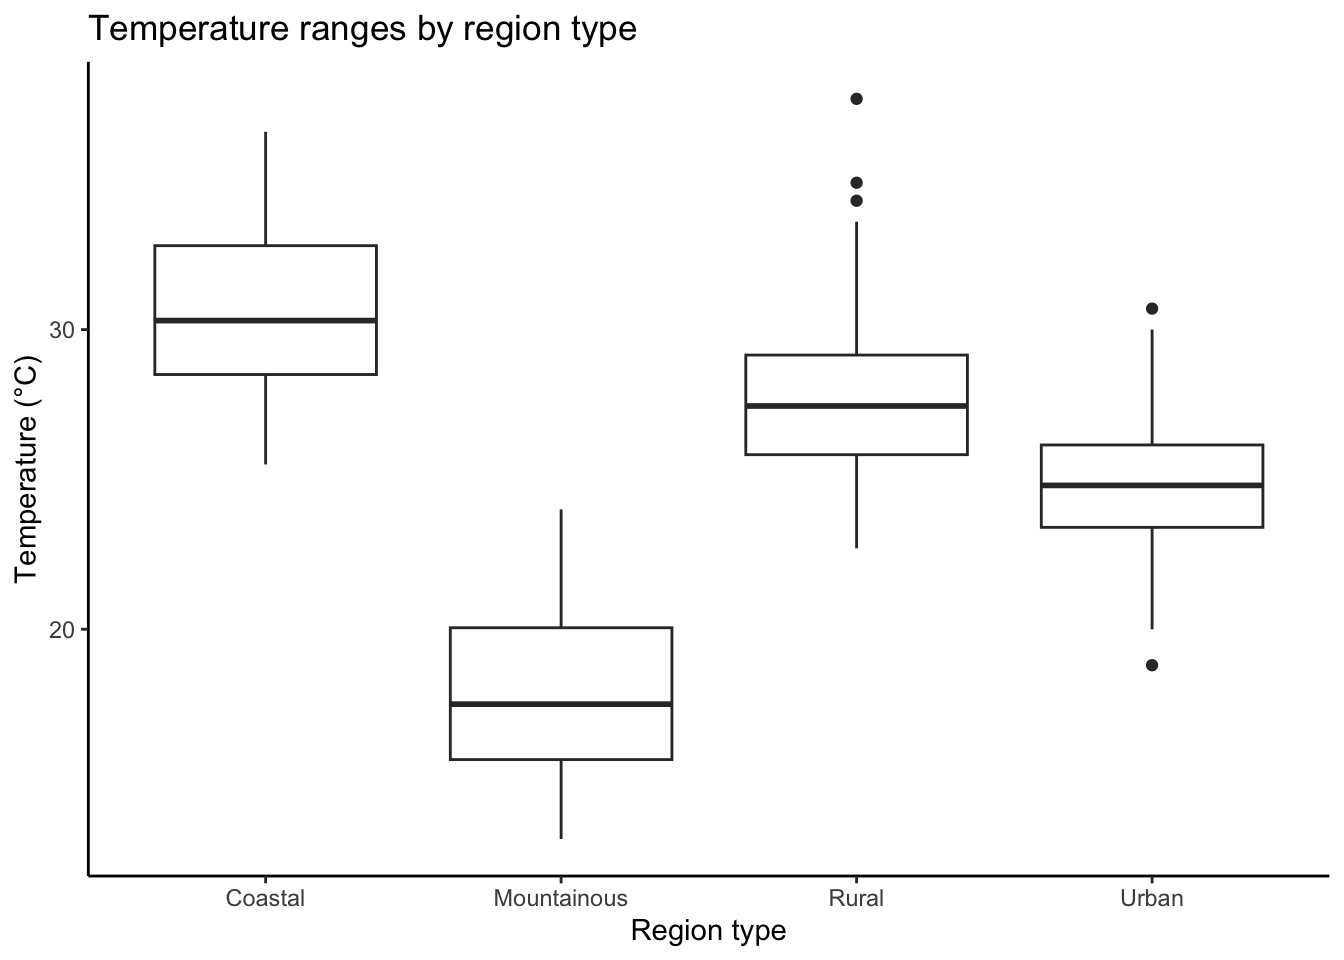 Temperature ranges by region type
Temperature (°C)
30
20
Coastal Mountainous Rural Urban
Region type